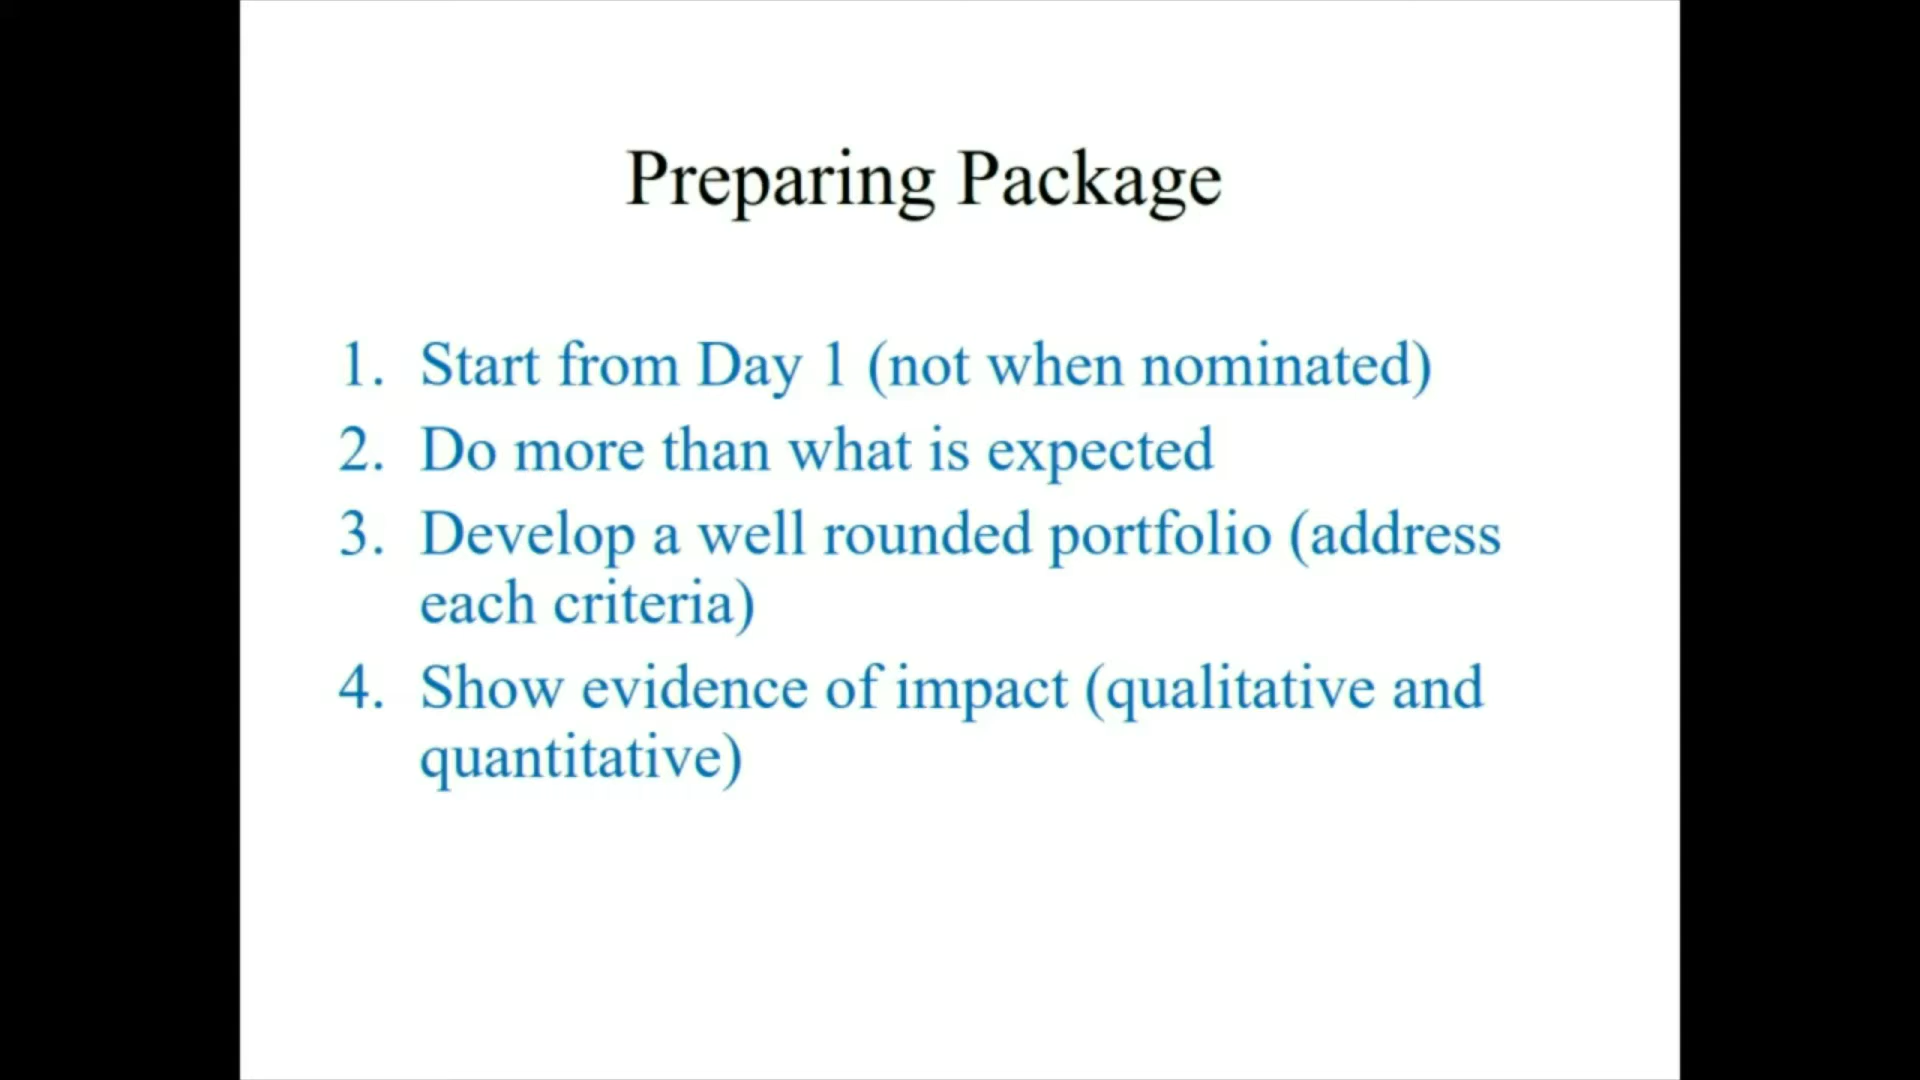 Preparing Package
1. Start from Day 1 (not when nominated)
2. Do more than what is expected
3. Develop a well rounded portfolio (address
each criteria)
4. Show evidence of impact (qualitative and
quantitative)